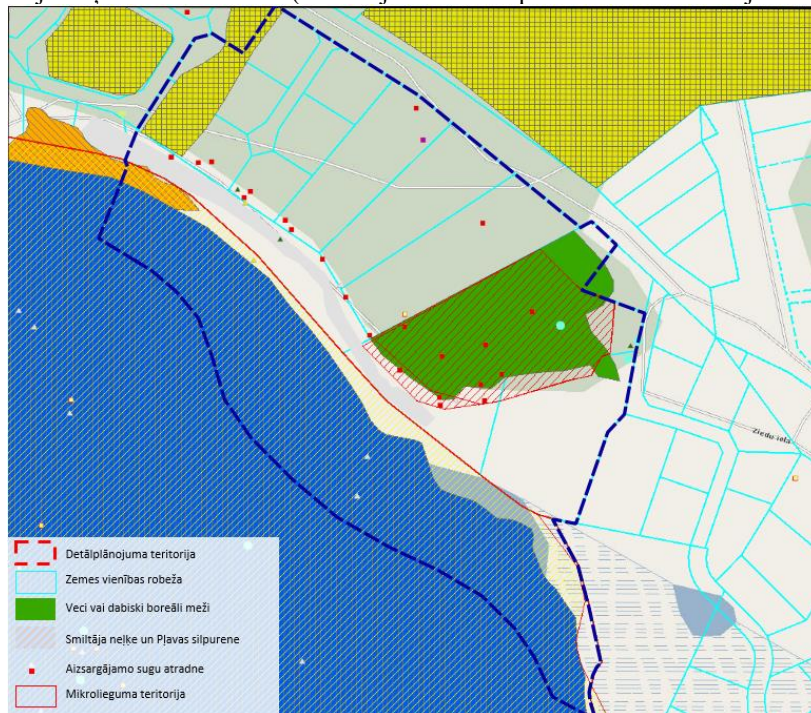 Ziedu iela
Detālplānojuma teritorija
Zemes vienības robeža
Veci vai dabiski boreāli meži
Smiltāja neļķe un Pļavas silpurene
Aizsargājamo sugu atradne
Mikrolieguma teritorija